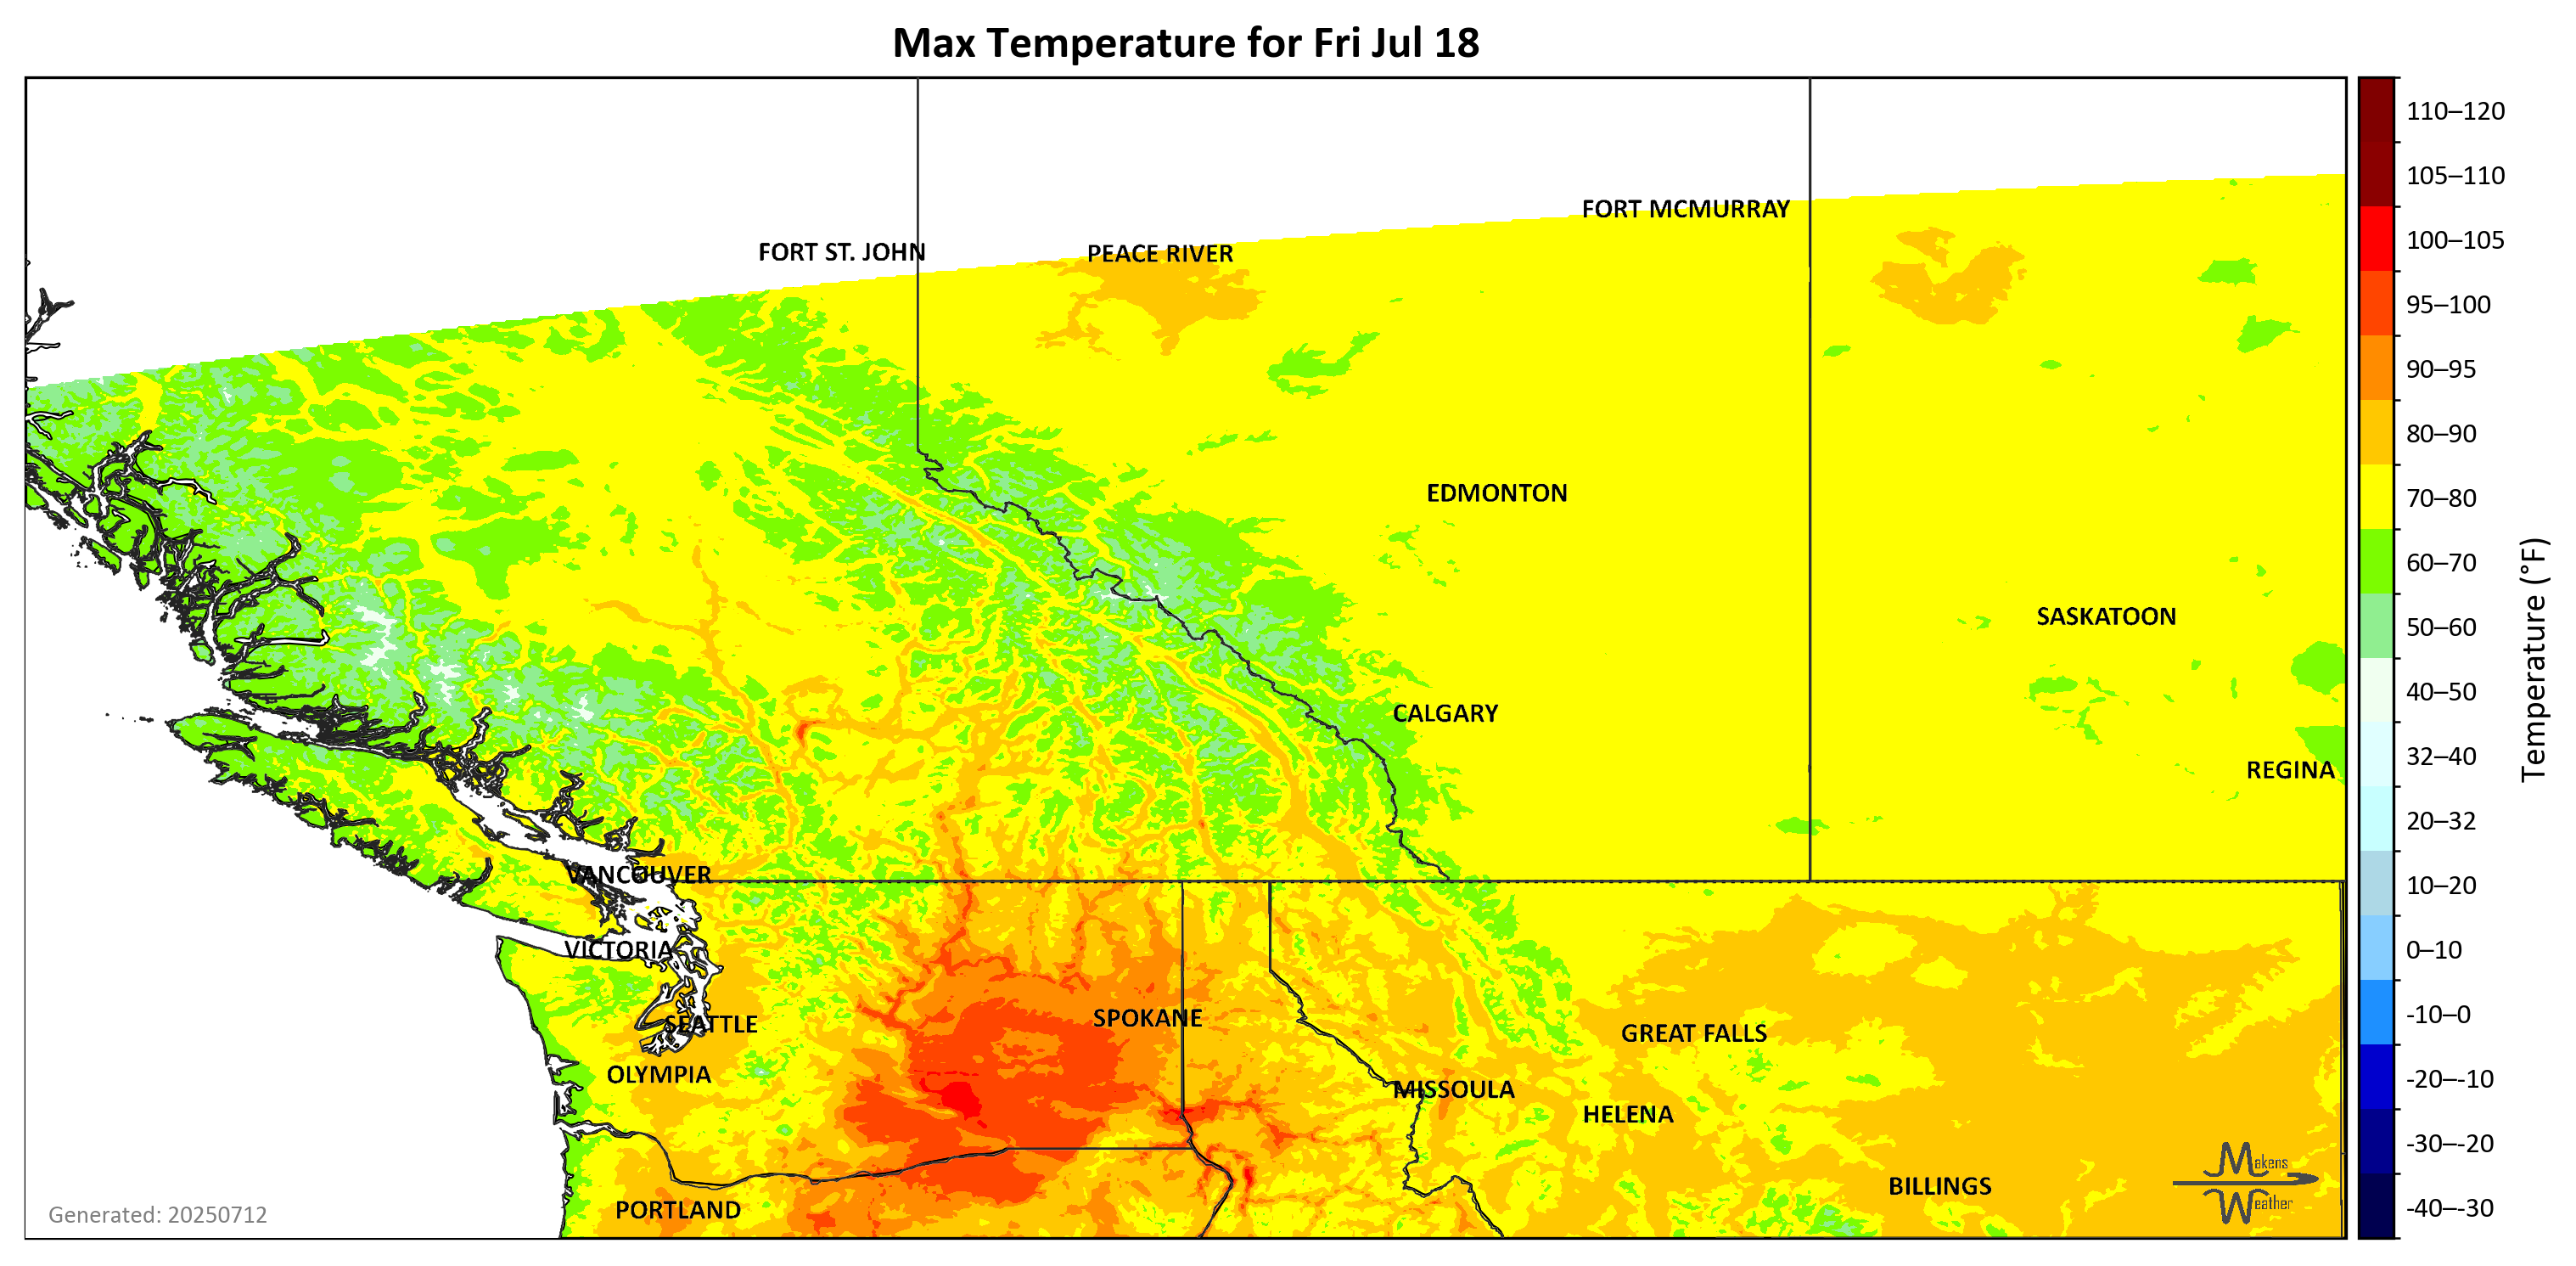 Max Temperature for Fri Jul 18
FORT ST. JOHN
PEACE RIVER
FORT MCMURRAY
EDMONTON
SASKATOON
CALGARY
REGINA
VANCOUVER
VICTORIA
SEATTLE
SPOKANE
GREAT FALLS
OLYMPIA
MISSOULA
HELENA
PORTLAND
BILLINGS
Makens
Weather
Generated: 20250712
110–120
105–110
100–105
95–100
90–95
80–90
70–80
60–70
50–60
40–50
32–40
20–32
10–20
0–10
-10–0
-20–-10
-30–-20
-40–-30
Temperature (°F)